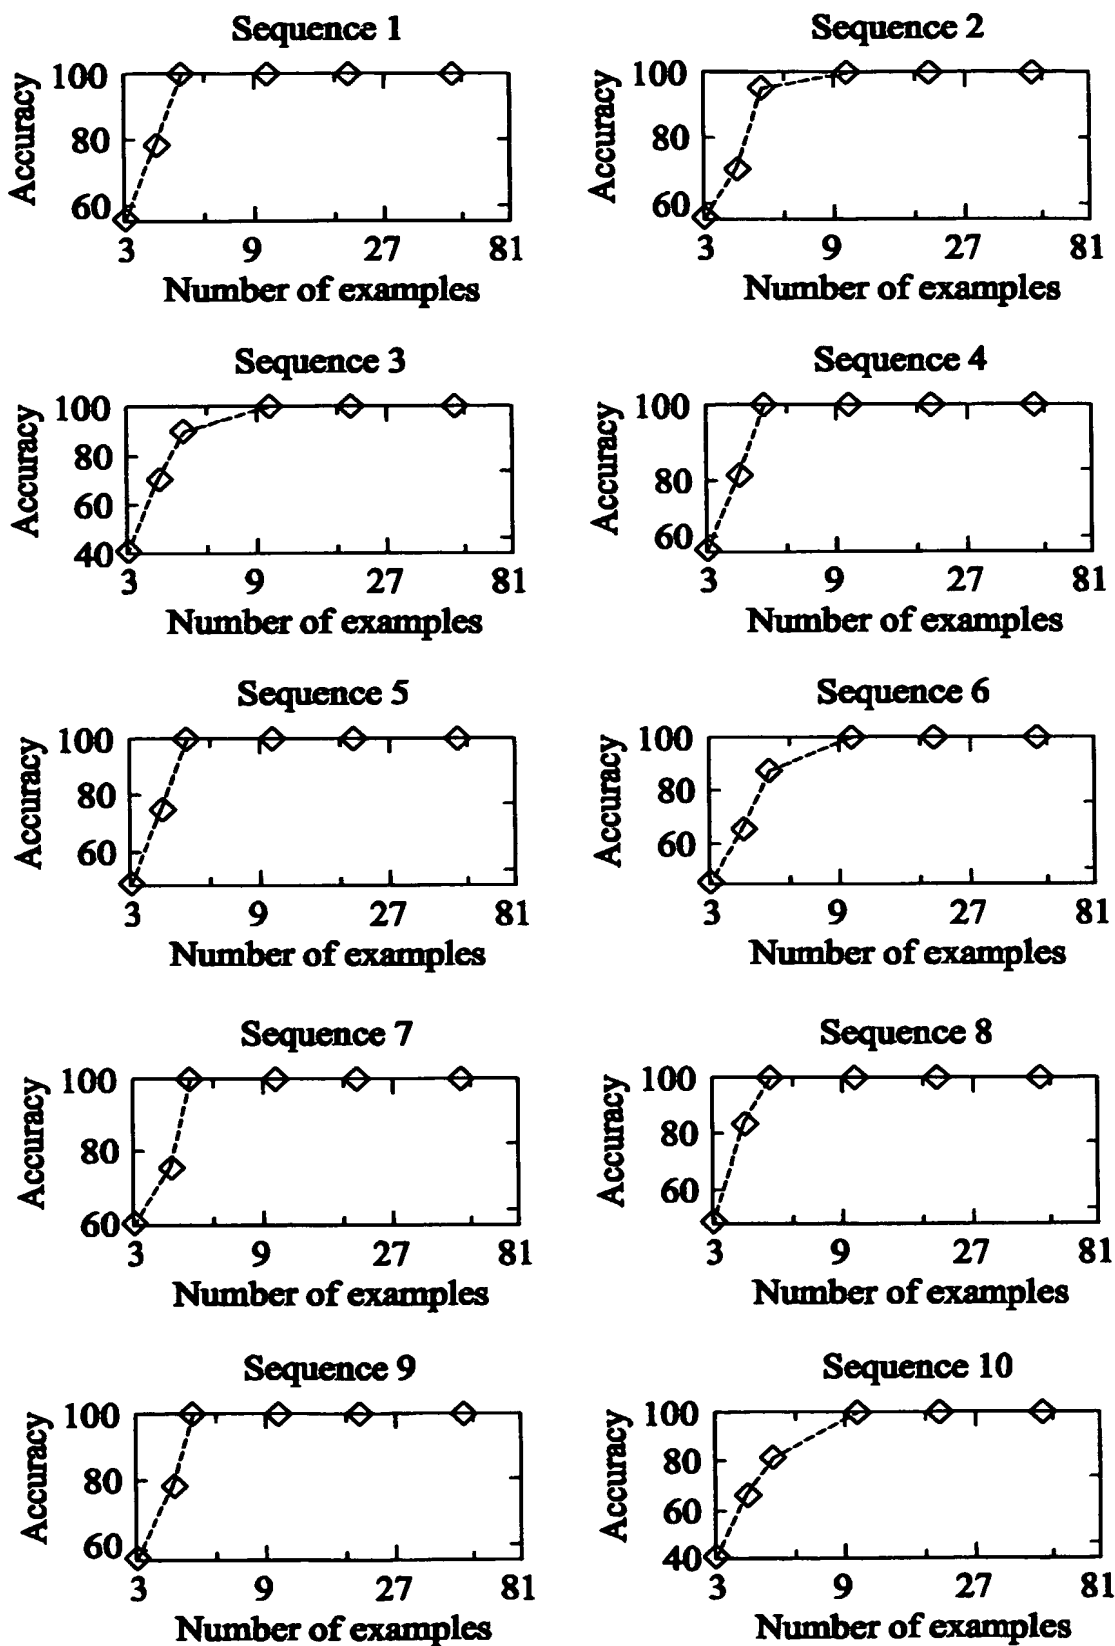 Sequence 1
Accuracy
100
80
60
3 9 27 81
Number of examples
Sequence 2
Accuracy
100
80
60
3 9 27 81
Number of examples
Sequence 3
Accuracy
100
80
60
40
3 9 27 81
Number of examples
Sequence 4
Accuracy
100
80
60
3 9 27 81
Number of examples
Sequence 5
Accuracy
100
80
60
3 9 27 81
Number of examples
Sequence 6
Accuracy
100
80
60
3 9 27 81
Number of examples
Sequence 7
Accuracy
100
80
60
3 9 27 81
Number of examples
Sequence 8
Accuracy
100
80
60
3 9 27 81
Number of examples
Sequence 9
Accuracy
100
80
60
3 9 27 81
Number of examples
Sequence 10
Accuracy
100
80
60
40
3 9 27 81
Number of examples